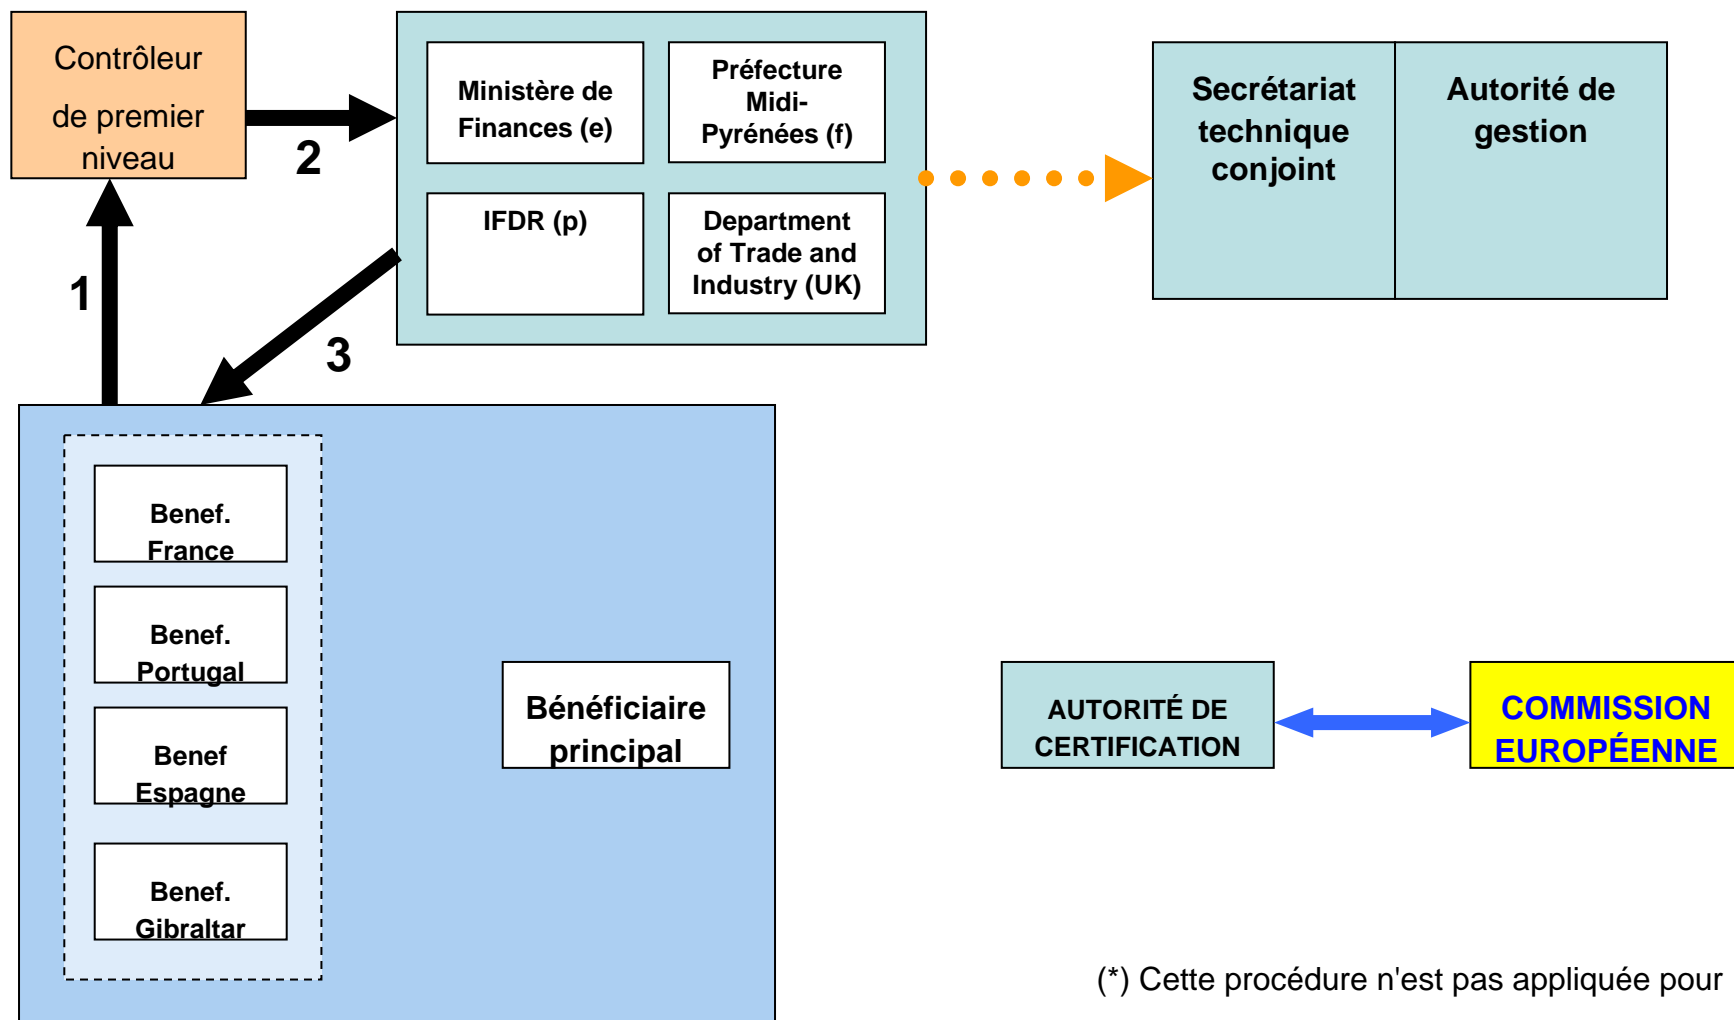 Contrôleur
de premier
niveau
2
Ministère de
Finances (e)
Préfecture
Midi-
Pyrénées (f)
IFDR (p)
Department
of Trade and
Industry (UK)
Secrétariat
technique
conjoint
Autorité de
gestion
1
3
Benef.
France
Benef.
Portugal
Benef
Espagne
Benef.
Gibraltar
Bénéficiaire
principal
AUTORITÉ DE
CERTIFICATION
COMMISSION
EUROPÉENNE
(*) Cette procédure n'est pas appliquée pour